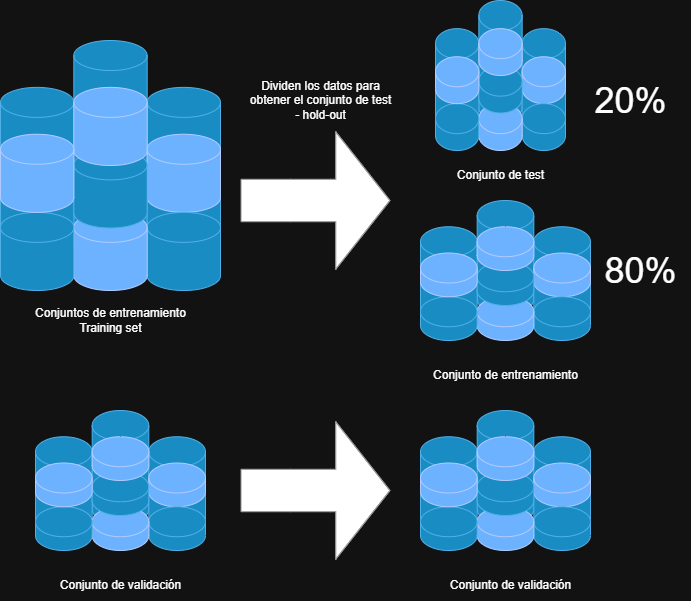 Dividen los datos para
obtener el conjunto de test
- hold-out
20%
Conjunto de test
80%
Conjuntos de entrenamiento
Training set
Conjunto de entrenamiento
Conjunto de validación
Conjunto de validación